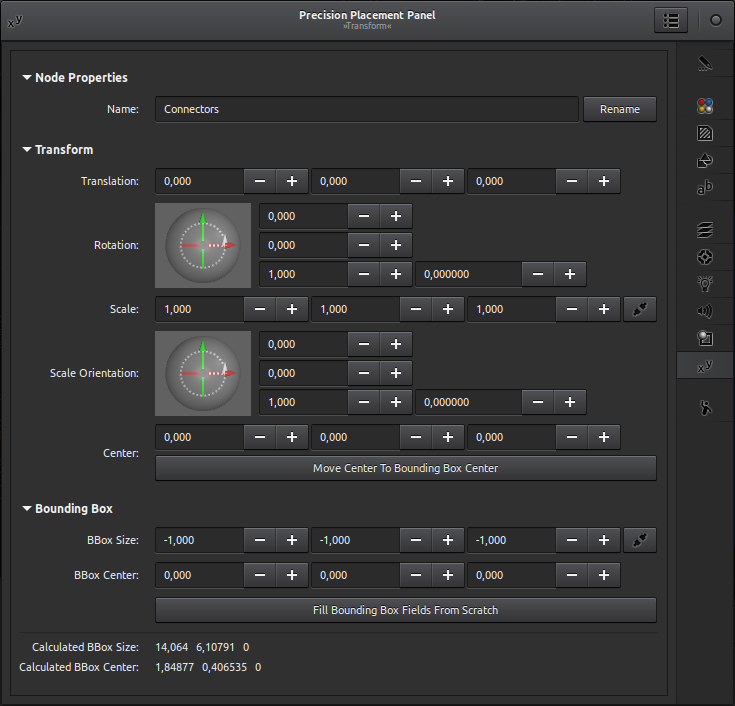 xy
Precision Placement Panel
»Transform«
Node Properties
Name: Connectors Rename
Transform
Translation: 0,000 − + 0,000 − + 0,000 − +
0,000 − +
Rotation: 0,000 − +
1,000 − + 0,000000 − +
Scale: 1,000 − + 1,000 − + 1,000 − +
0,000 − +
Scale Orientation: 0,000 − +
1,000 − + 0,000000 − +
Center: 0,000 − + 0,000 − + 0,000 − +
Move Center To Bounding Box Center
Bounding Box
BBox Size: -1,000 − + -1,000 − + -1,000 − +
BBox Center: 0,000 − + 0,000 − + 0,000 − +
Fill Bounding Box Fields From Scratch
Calculated BBox Size: 14,064 6,10791 0
Calculated BBox Center: 1,84877 0,406535 0
ab
xy